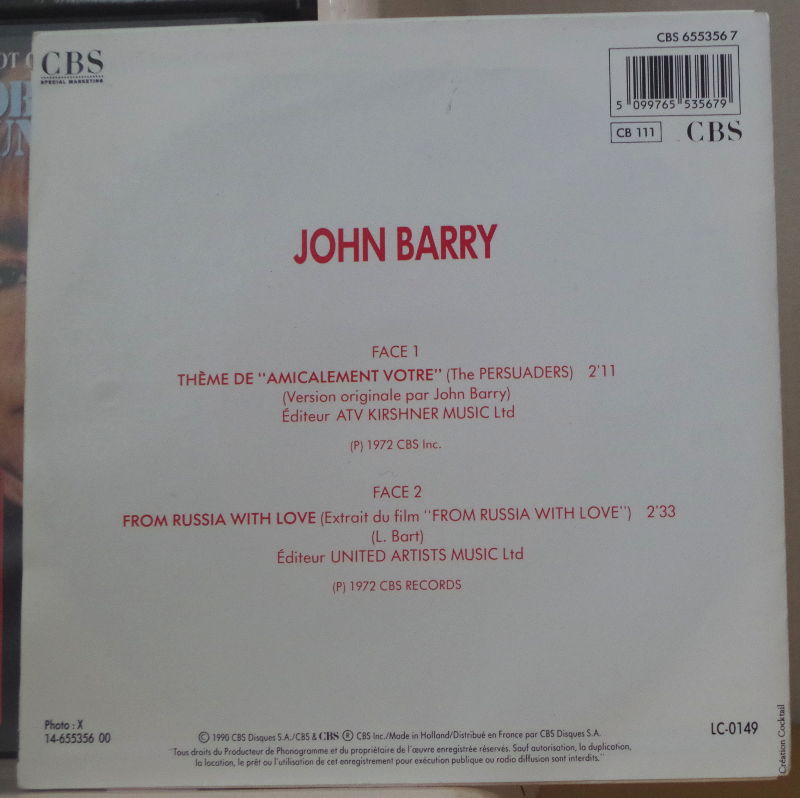 CBS
SPECIAL MARKETING
CBS 655356 7
5 099765 535679
CB 111
CBS
JOHN BARRY
FACE 1
THÈME DE "AMICALEMENT VOTRE" (The PERSUADERS) 2'11
(Version originale par John Barry)
Éditeur ATV KIRSHNER MUSIC Ltd
(P) 1972 CBS Inc.
FACE 2
FROM RUSSIA WITH LOVE (Extrait du film "FROM RUSSIA WITH LOVE") 2'33
(L. Bart)
Éditeur UNITED ARTISTS MUSIC Ltd
(P) 1972 CBS RECORDS
Photo : X
14-655356 00
© 1990 CBS Disques S.A./CBS & CBS ® CBS Inc./Made in Holland/Distribué en France par CBS Disques S.A.
"Tous droits du Producteur de Phonogramme et du propriétaire de l'œuvre enregistrée réservés. Sauf autorisation, la duplication,
la location, le prêt ou l'utilisation de cet enregistrement pour exécution publique ou radio diffusion sont interdits."
LC-0149
Création Cocktail